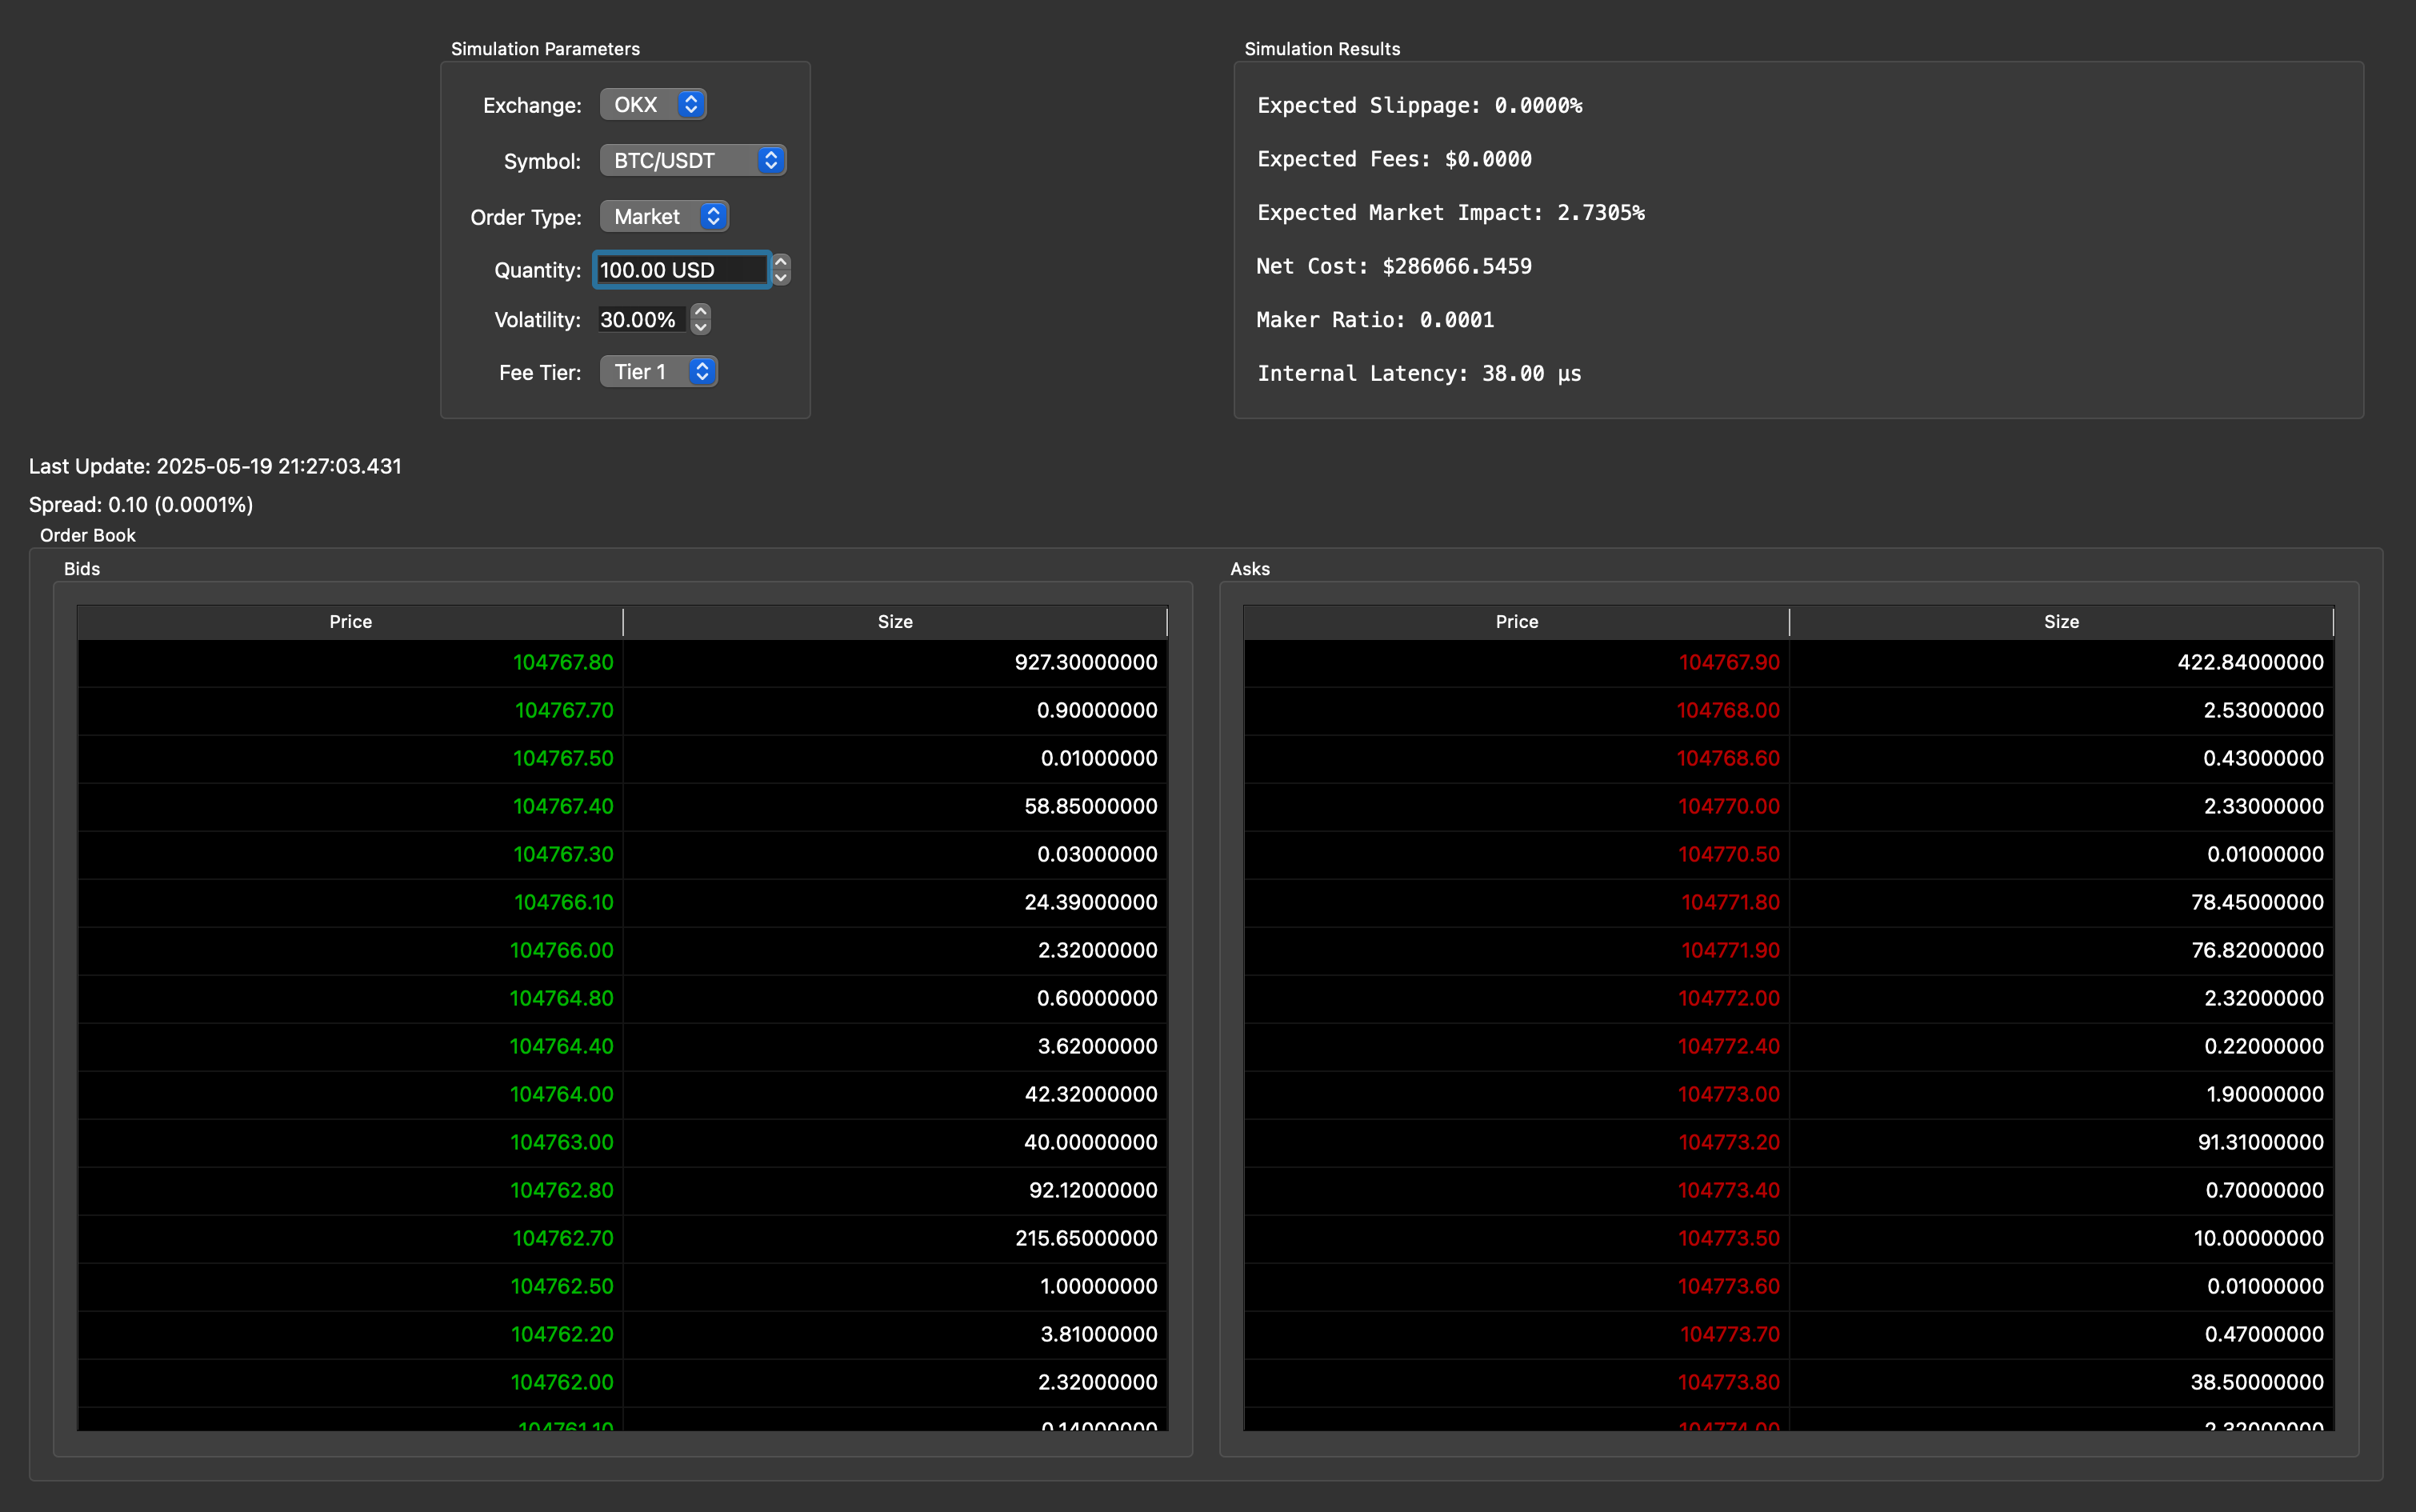 Simulation Parameters
Exchange: OKX
Symbol: BTC/USDT
Order Type: Market
Quantity: 100.00 USD
Volatility: 30.00%
Fee Tier: Tier 1
Simulation Results
Expected Slippage: 0.0000%
Expected Fees: $0.0000
Expected Market Impact: 2.7305%
Net Cost: $286066.5459
Maker Ratio: 0.0001
Internal Latency: 38.00 µs
Last Update: 2025-05-19 21:27:03.431
Spread: 0.10 (0.0001%)
Order Book
Bids
Price Size
104767.80 927.30000000
104767.70 0.90000000
104767.50 0.01000000
104767.40 58.85000000
104767.30 0.03000000
104766.10 24.39000000
104766.00 2.32000000
104764.80 0.60000000
104764.40 3.62000000
104764.00 42.32000000
104763.00 40.00000000
104762.80 92.12000000
104762.70 215.65000000
104762.50 1.00000000
104762.20 3.81000000
104762.00 2.32000000
104761.10 0.14000000
Asks
Price Size
104767.90 422.84000000
104768.00 2.53000000
104768.60 0.43000000
104770.00 2.33000000
104770.50 0.01000000
104771.80 78.45000000
104771.90 76.82000000
104772.00 2.32000000
104772.40 0.22000000
104773.00 1.90000000
104773.20 91.31000000
104773.40 0.70000000
104773.50 10.00000000
104773.60 0.01000000
104773.70 0.47000000
104773.80 38.50000000
104774.00 2.32000000